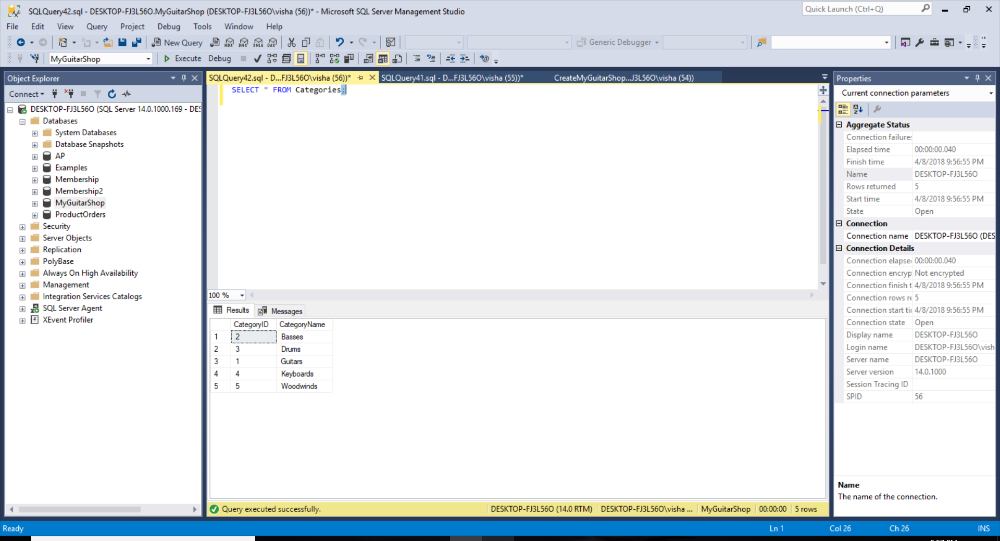 SQLQuery42.sql - DESKTOP-FJ3L56O.MyGuitarShop (DESKTOP-FJ3L56O\visha (56))* - Microsoft SQL Server Management Studio
Quick Launch (Ctrl+Q)
File Edit View Query Project Debug Tools Window Help
New Query
MDX DMX XMLA DAX
Generic Debugger
MyGuitarShop
Execute Debug
Object Explorer
Connect
DESKTOP-FJ3L56O (SQL Server 14.0.1000.169 - DES
Databases
System Databases
Database Snapshots
AP
Examples
Membership
Membership2
MyGuitarShop
ProductOrders
Security
Server Objects
Replication
PolyBase
Always On High Availability
Management
Integration Services Catalogs
SQL Server Agent
XEvent Profiler
SQLQuery42.sql - D...FJ3L56O\visha (56))* SQLQuery41.sql - D...FJ3L56O\visha (55))* CreateMyGuitarShop...J3L56O\visha (54))
SELECT * FROM Categories;
100 %
Results Messages
CategoryID CategoryName
1 2 Basses
2 3 Drums
3 1 Guitars
4 4 Keyboards
5 5 Woodwinds
Query executed successfully.
DESKTOP-FJ3L56O (14.0 RTM) DESKTOP-FJ3L56O\visha ... MyGuitarShop 00:00:00 5 rows
Properties
Current connection parameters
Aggregate Status
Connection failures
Elapsed time 00:00:00.040
Finish time 4/8/2018 9:56:55 PM
Name DESKTOP-FJ3L56O
Rows returned 5
Start time 4/8/2018 9:56:55 PM
State Open
Connection
Connection name DESKTOP-FJ3L56O (DES
Connection Details
Connection elapse 00:00:00.040
Connection encryp Not encrypted
Connection finish t 4/8/2018 9:56:55 PM
Connection rows re 5
Connection start ti 4/8/2018 9:56:55 PM
Connection state Open
Display name DESKTOP-FJ3L56O
Login name DESKTOP-FJ3L56O\vish
Server name DESKTOP-FJ3L56O
Server version 14.0.1000
Session Tracing ID
SPID 56
Name
The name of the connection.
Ready
Ln 1 Col 26 Ch 26 INS